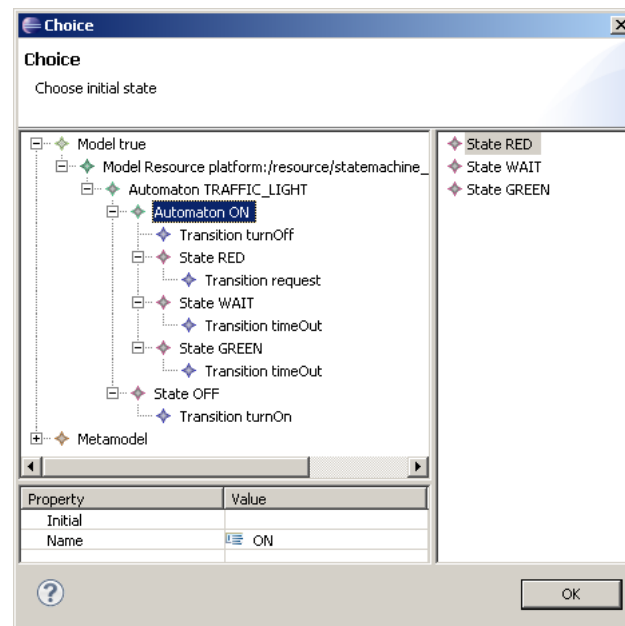 Choice
Choice
Choose initial state
Model true
Model Resource platform:/resource/statemachine_
Automaton TRAFFIC_LIGHT
Automaton ON
Transition turnOff
State RED
Transition request
State WAIT
Transition timeOut
State GREEN
Transition timeOut
State OFF
Transition turnOn
Metamodel
State RED
State WAIT
State GREEN
Property Value
Initial
Name ON
OK